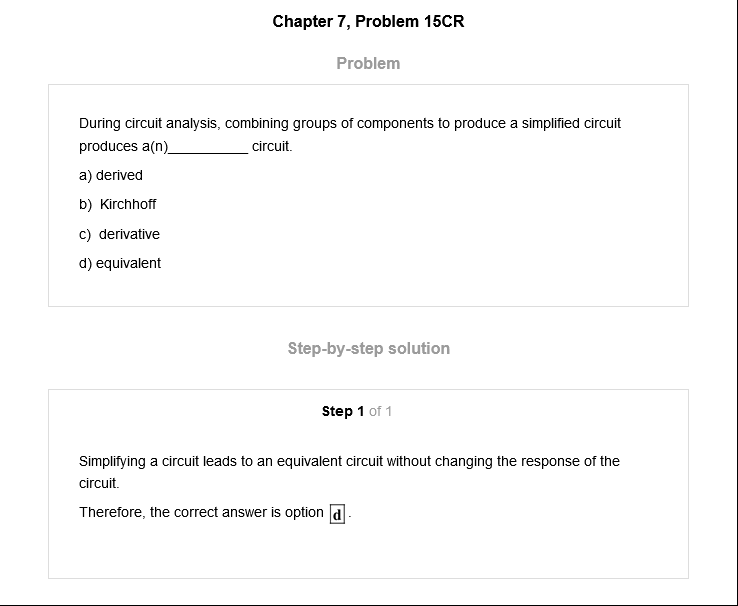 Chapter 7, Problem 15CR
Problem
During circuit analysis, combining groups of components to produce a simplified circuit
produces a(n)__________ circuit.
a) derived
b) Kirchhoff
c) derivative
d) equivalent
Step-by-step solution
Step 1 of 1
Simplifying a circuit leads to an equivalent circuit without changing the response of the
circuit.
Therefore, the correct answer is option d .